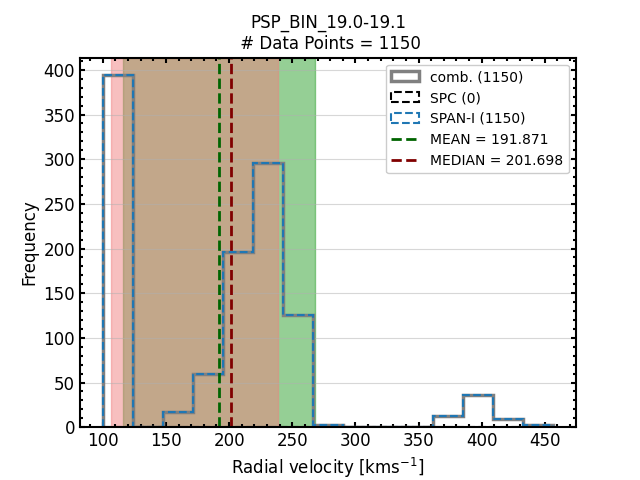 PSP_BIN_19.0-19.1
# Data Points = 1150
400
350
300
250
200
150
100
50
0
Frequency
comb. (1150)
SPC (0)
SPAN-I (1150)
MEAN = 191.871
MEDIAN = 201.698
100 150 200 250 300 350 400 450
Radial velocity [kms⁻¹]